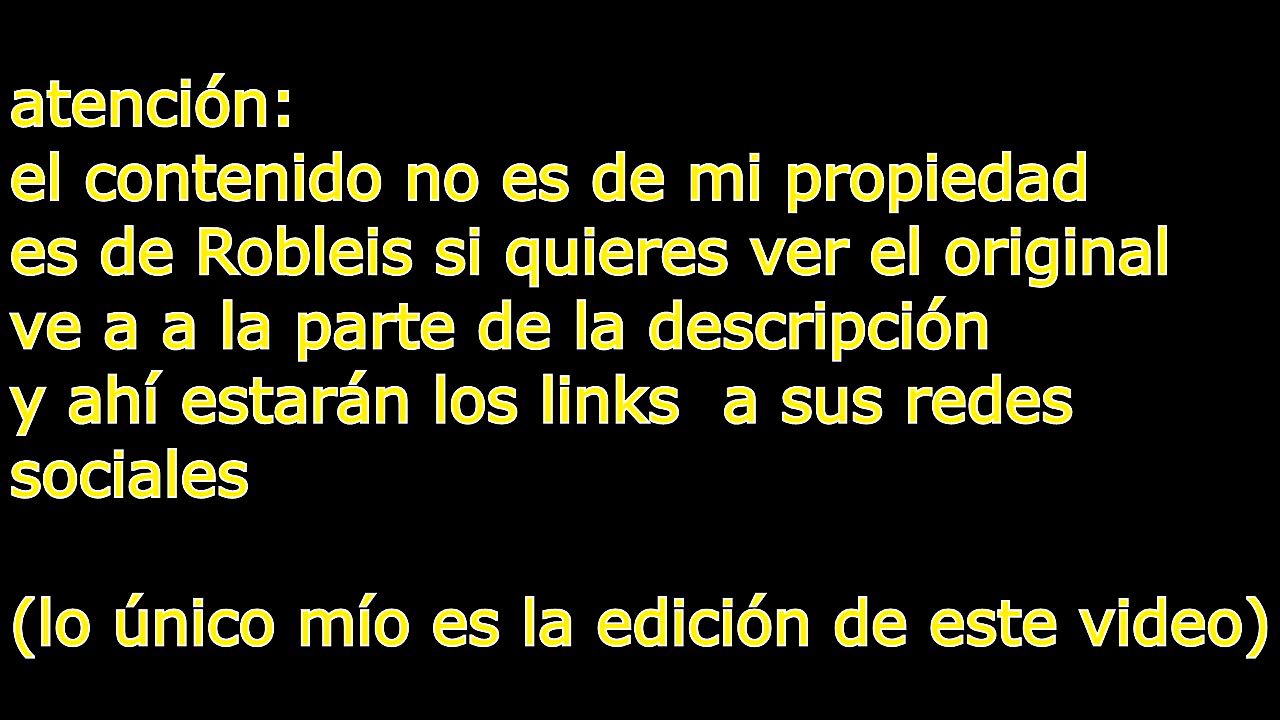 atención:
el contenido no es de mi propiedad
es de Robleis si quieres ver el original
ve a a la parte de la descripción
y ahí estarán los links  a sus redes
sociales
(lo único mío es la edición de este video)